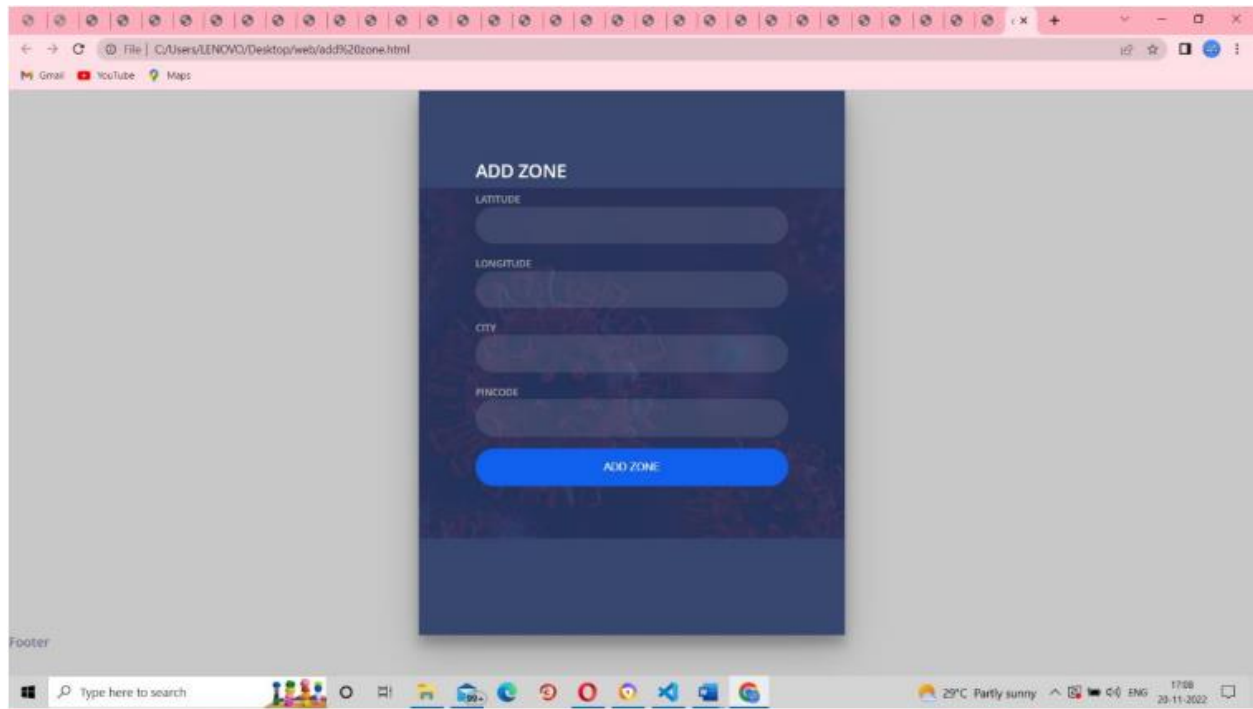 File | C:/Users/LENOVO/Desktop/web/add%20zone.html
Gmail YouTube Maps
ADD ZONE
LATITUDE
LONGITUDE
CITY
PINCODE
ADD ZONE
Footer
Type here to search
99+
29°C Partly sunny
ENG
17:08
20-11-2022